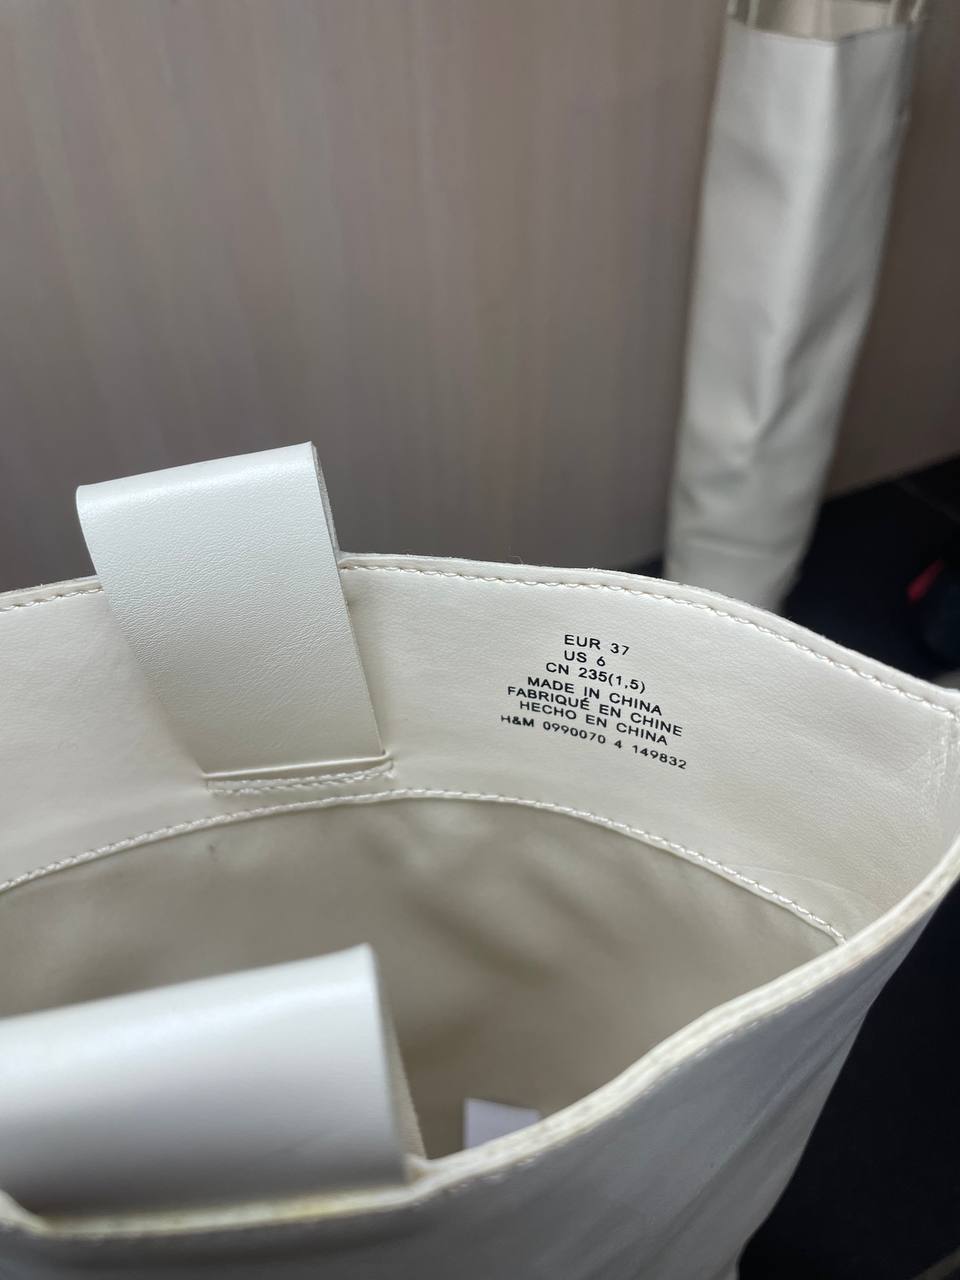 EUR 37
US 6
CN 235(1,5)
MADE IN CHINA
FABRIQUÉ EN CHINE
HECHO EN CHINA
H&M 0990070 4 149832